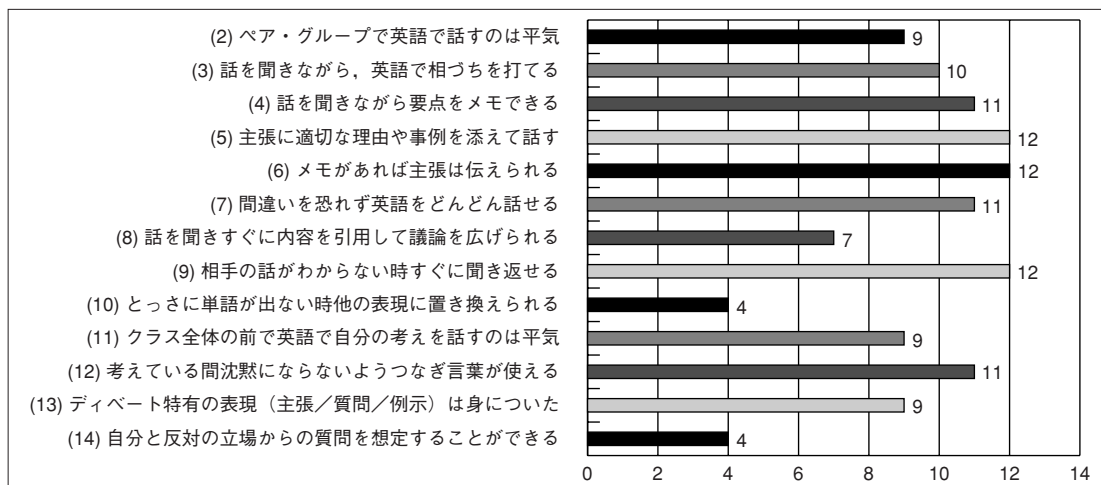 (2) ペア・グループで英語で話すのは平気 9
(3) 話を聞きながら，英語で相づちを打てる 10
(4) 話を聞きながら要点をメモできる 11
(5) 主張に適切な理由や事例を添えて話す 12
(6) メモがあれば主張は伝えられる 12
(7) 間違いを恐れず英語をどんどん話せる 11
(8) 話を聞きすぐに内容を引用して議論を広げられる 7
(9) 相手の話がわからない時すぐに聞き返せる 12
(10) とっさに単語が出ない時他の表現に置き換えられる 4
(11) クラス全体の前で英語で自分の考えを話すのは平気 9
(12) 考えている間沈黙にならないようつなぎ言葉が使える 11
(13) ディベート特有の表現（主張／質問／例示）は身についた 9
(14) 自分と反対の立場からの質問を想定することができる 4
0 2 4 6 8 10 12 14